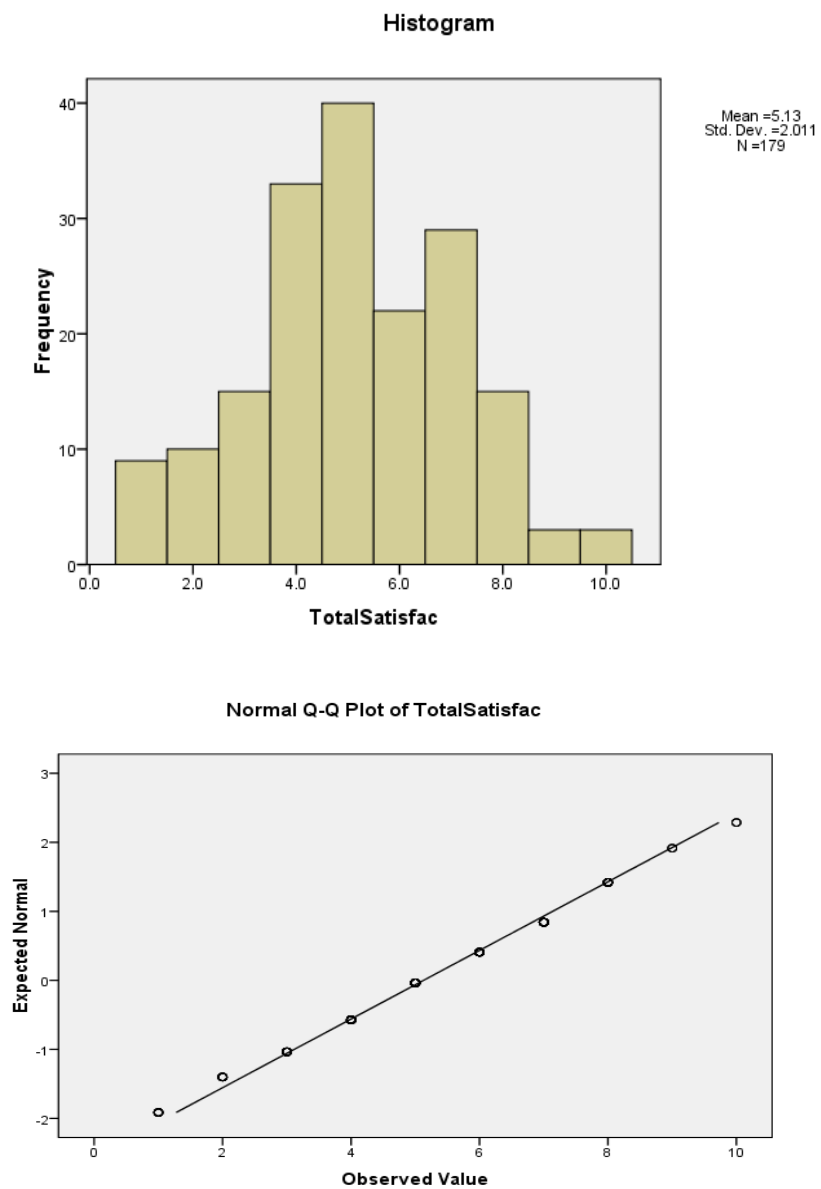 Histogram
Mean =5.13
Std. Dev. =2.011
N =179
Frequency
40
30
20
10
0
0.0 2.0 4.0 6.0 8.0 10.0
TotalSatisfac
Normal Q-Q Plot of TotalSatisfac
Expected Normal
3
2
1
0
-1
-2
0 2 4 6 8 10
Observed Value